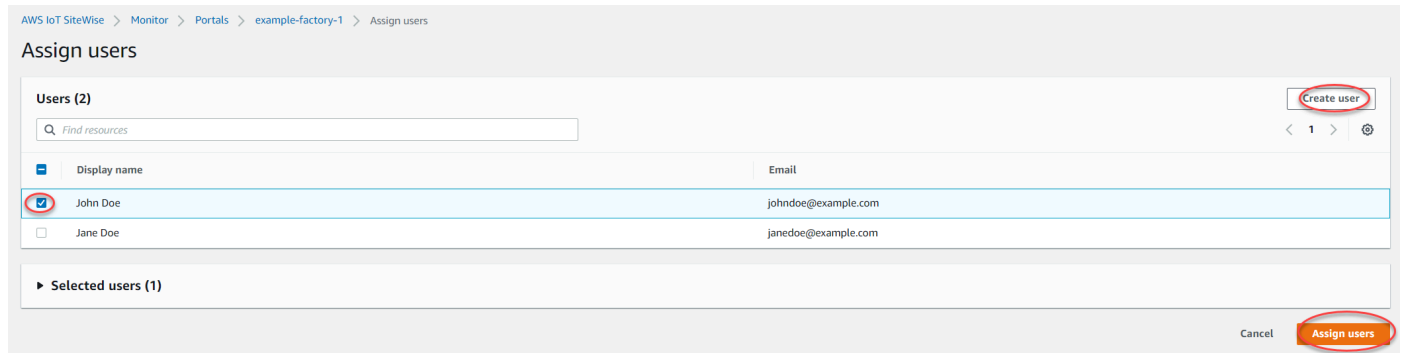 AWS IoT SiteWise > Monitor > Portals > example-factory-1 > Assign users
Assign users
Users (2)
Create user
Find resources
< 1 >
Display name Email
John Doe johndoe@example.com
Jane Doe janedoe@example.com
Selected users (1)
Cancel Assign users